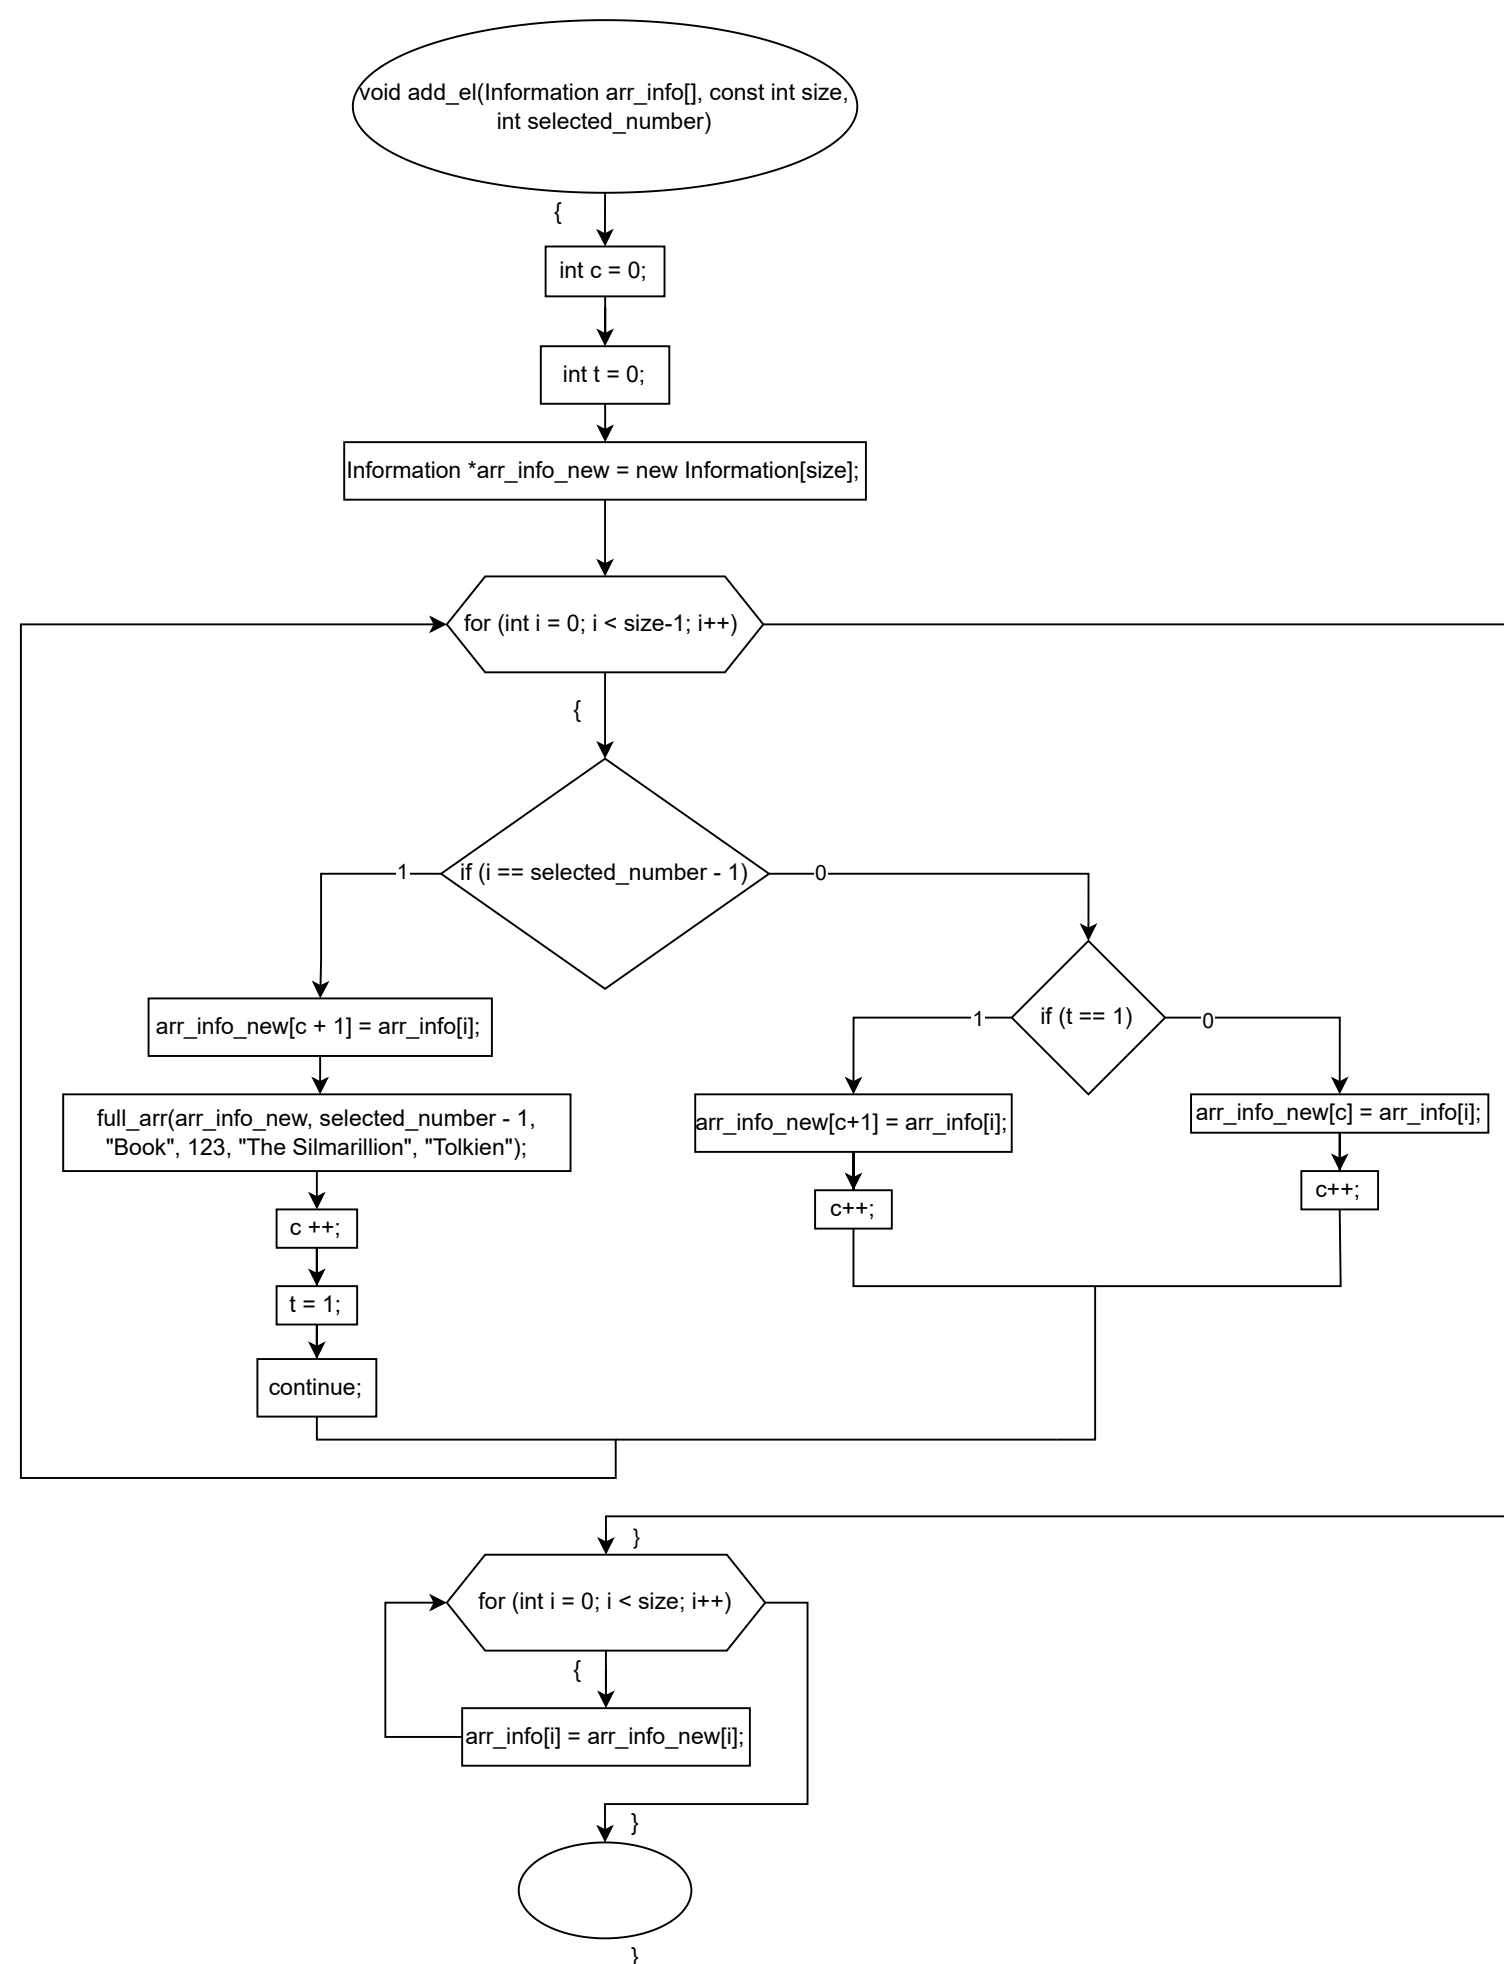 void add_el(Information arr_info[], const int size,
int selected_number)
{
int c = 0;
int t = 0;
Information *arr_info_new = new Information[size];
for (int i = 0; i < size-1; i++)
{
if (i == selected_number - 1)
1
0
arr_info_new[c + 1] = arr_info[i];
full_arr(arr_info_new, selected_number - 1,
"Book", 123, "The Silmarillion", "Tolkien");
c ++;
t = 1;
continue;
if (t == 1)
1
0
arr_info_new[c+1] = arr_info[i];
c++;
arr_info_new[c] = arr_info[i];
c++;
}
for (int i = 0; i < size; i++)
{
arr_info[i] = arr_info_new[i];
}
}